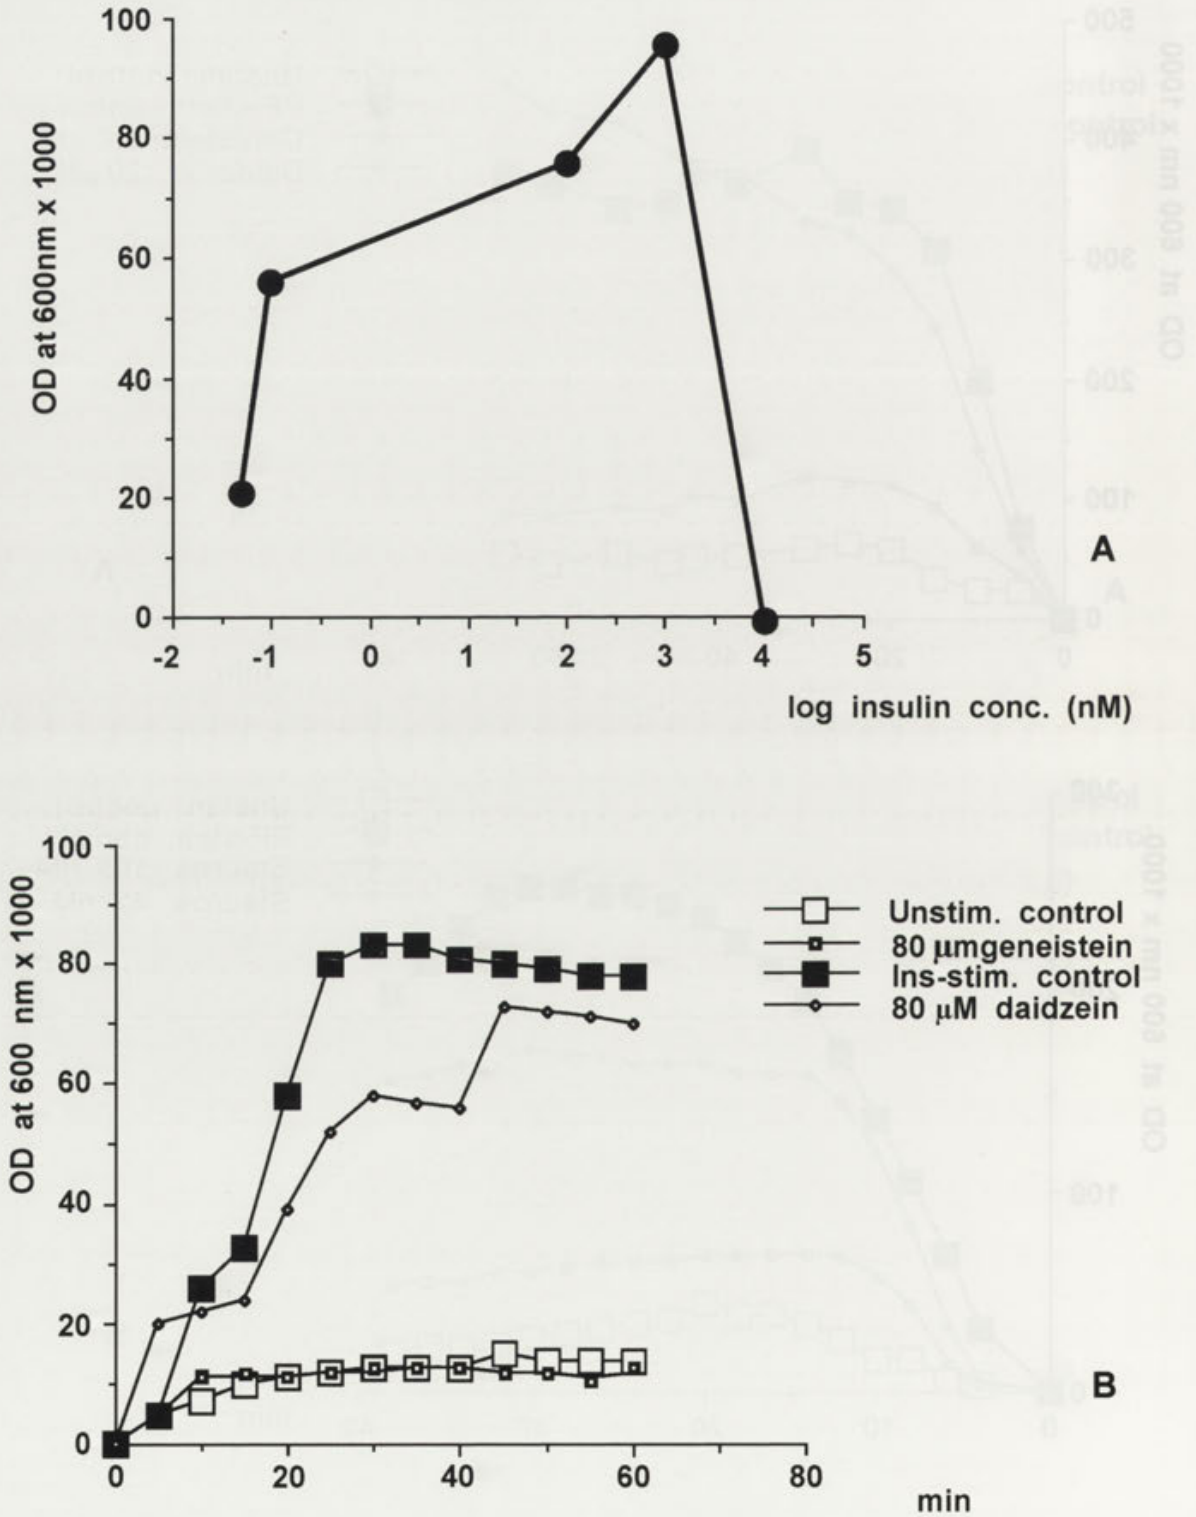 100
80
60
40
20
0
OD at 600nm x 1000
-2 -1 0 1 2 3 4 5
log insulin conc. (nM)
A
100
80
60
40
20
0
OD at 600 nm x 1000
Unstim. control
80 μmgeneistein
Ins-stim. control
80 μM daidzein
B
0 20 40 60 80
min